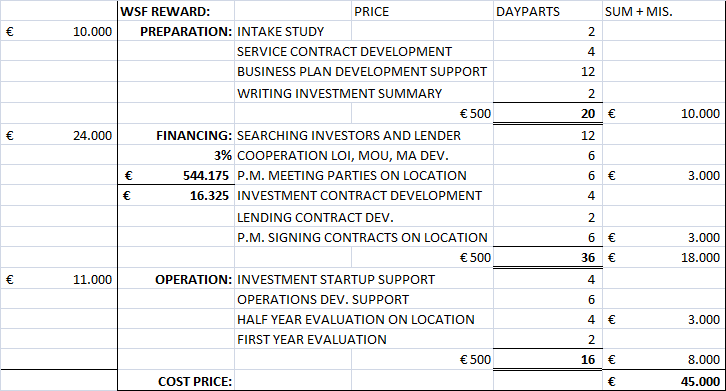 WSF REWARD: PRICE DAYPARTS SUM + MIS.
€ 10.000 PREPARATION: INTAKE STUDY 2
SERVICE CONTRACT DEVELOPMENT 4
BUSINESS PLAN DEVELOPMENT SUPPORT 12
WRITING INVESTMENT SUMMARY 2
€ 500 20 € 10.000
€ 24.000 FINANCING: SEARCHING INVESTORS AND LENDER 12
3% COOPERATION LOI, MOU, MA DEV. 6
€ 544.175 P.M. MEETING PARTIES ON LOCATION 6 € 3.000
€ 16.325 INVESTMENT CONTRACT DEVELOPMENT 4
LENDING CONTRACT DEV. 2
P.M. SIGNING CONTRACTS ON LOCATION 6 € 3.000
€ 500 36 € 18.000
€ 11.000 OPERATION: INVESTMENT STARTUP SUPPORT 4
OPERATIONS DEV. SUPPORT 6
HALF YEAR EVALUATION ON LOCATION 4 € 3.000
FIRST YEAR EVALUATION 2
€ 500 16 € 8.000
COST PRICE: € 45.000